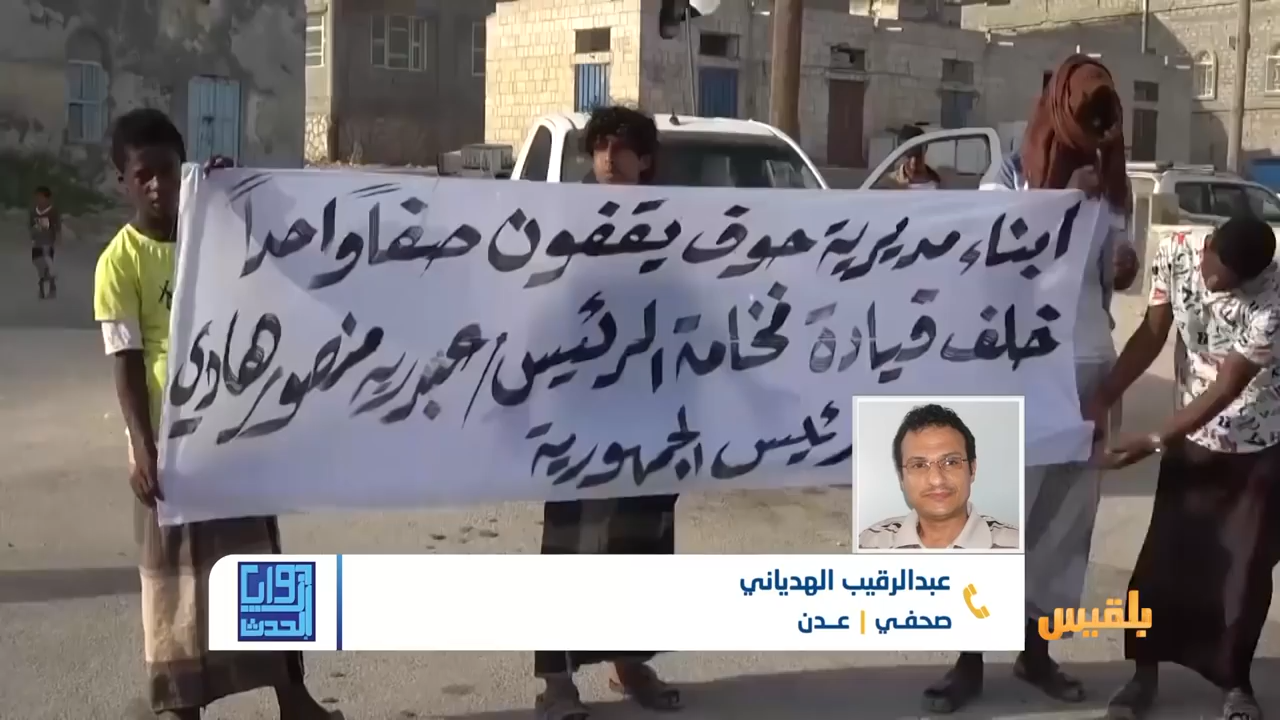 ابناء مديرية حوف يقفون صفاً واحداً
خلف قيادة فخامة الرئيس / عبدربه منصور هادي
رئيس الجمهورية
عبدالرقيب الهدياني
صحفي | عدن
بلقيس
زوايا
الحدث